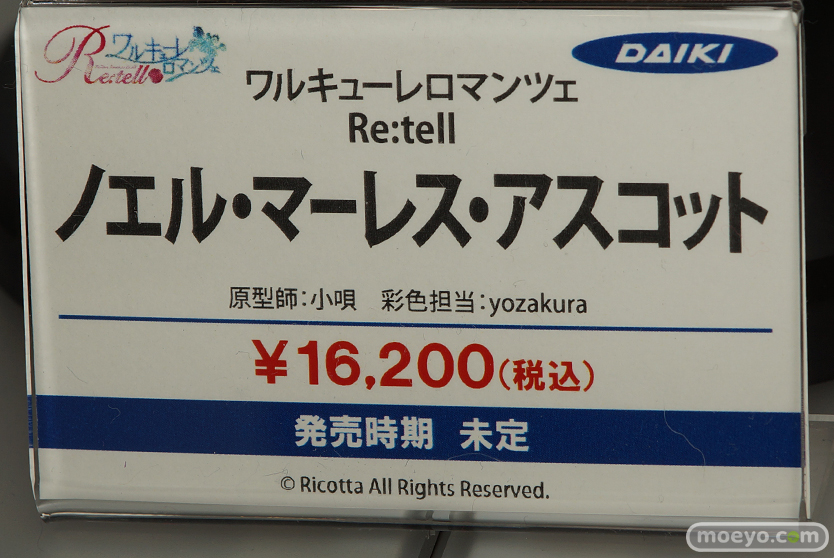 Re:tell ワルキューレロマンツェ
DAIKI
ワルキューレロマンツェ
Re:tell
ノエル・マーレス・アスコット
原型師：小唄　彩色担当：yozakura
￥16,200（税込）
発売時期　未定
© Ricotta All Rights Reserved.
moeyo.com